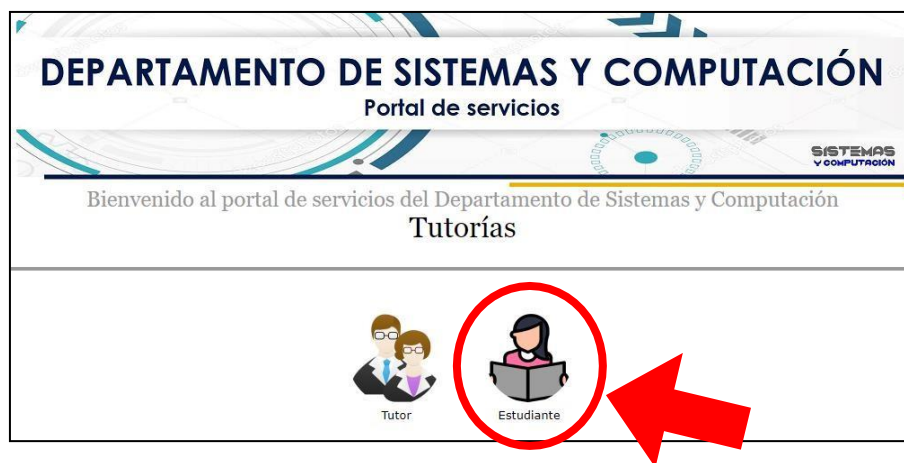 DEPARTAMENTO DE SISTEMAS Y COMPUTACIÓN
Portal de servicios
SISTEMAS
Y COMPUTACIÓN
Bienvenido al portal de servicios del Departamento de Sistemas y Computación
Tutorías
Tutor
Estudiante